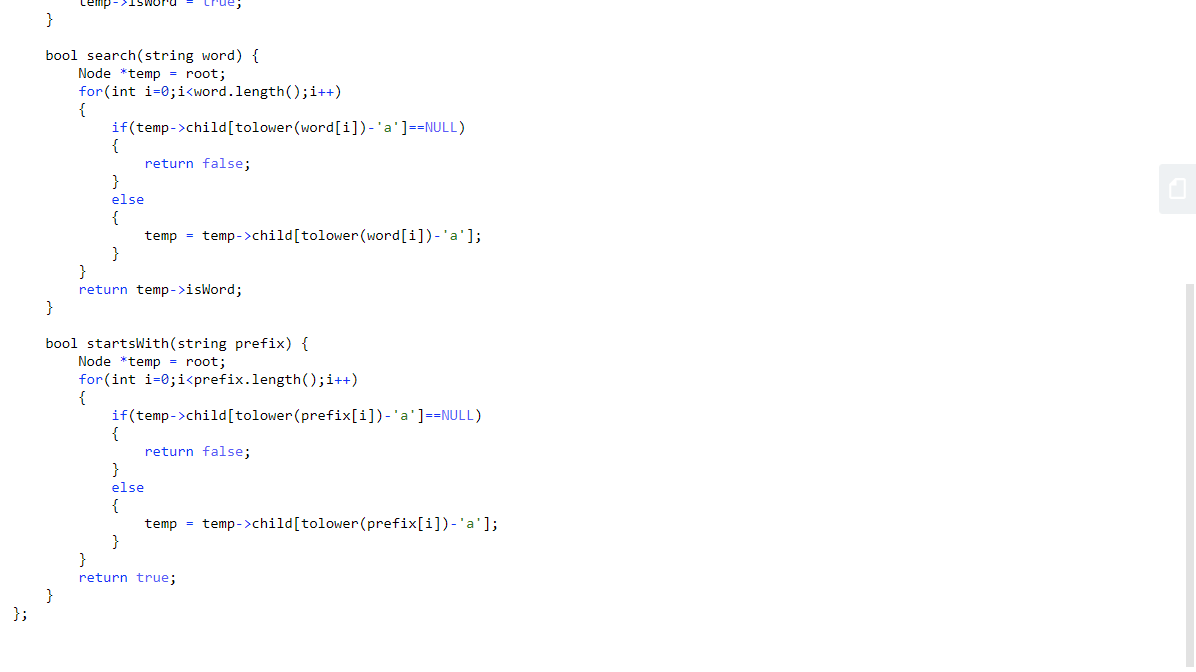 temp->isWord = true;
    }

    bool search(string word) {
        Node *temp = root;
        for(int i=0;i<word.length();i++)
        {
            if(temp->child[tolower(word[i])-'a']==NULL)
            {
                return false;
            }
            else
            {
                temp = temp->child[tolower(word[i])-'a'];
            }
        }
        return temp->isWord;
    }

    bool startsWith(string prefix) {
        Node *temp = root;
        for(int i=0;i<prefix.length();i++)
        {
            if(temp->child[tolower(prefix[i])-'a']==NULL)
            {
                return false;
            }
            else
            {
                temp = temp->child[tolower(prefix[i])-'a'];
            }
        }
        return true;
    }
};